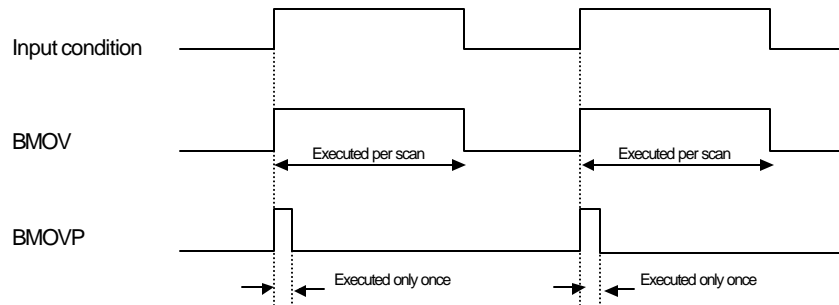 Input condition
BMOV
Executed per scan
Executed per scan
BMOVP
Executed only once
Executed only once